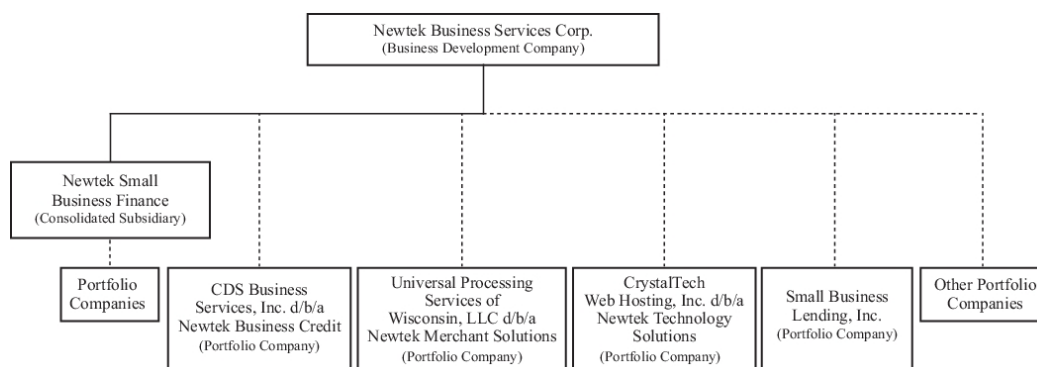 Newtek Business Services Corp.
(Business Development Company)
Newtek Small
Business Finance
(Consolidated Subsidiary)
Portfolio
Companies
CDS Business
Services, Inc. d/b/a
Newtek Business Credit
(Portfolio Company)
Universal Processing
Services of
Wisconsin, LLC d/b/a
Newtek Merchant Solutions
(Portfolio Company)
CrystalTech
Web Hosting, Inc. d/b/a
Newtek Technology
Solutions
(Portfolio Company)
Small Business
Lending, Inc.
(Portfolio Company)
Other Portfolio
Companies